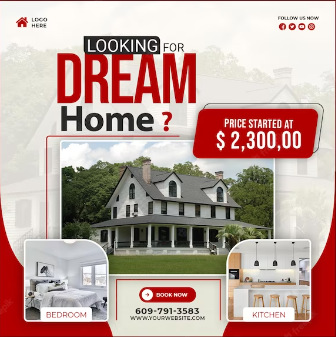 LOGO
HERE
FOLLOW US NOW
LOOKING FOR
DREAM
Home ?
PRICE STARTED AT
$ 2,300,00
BEDROOM
BOOK NOW
609-791-3583
WWW.YOURWEBSITE.COM
KITCHEN